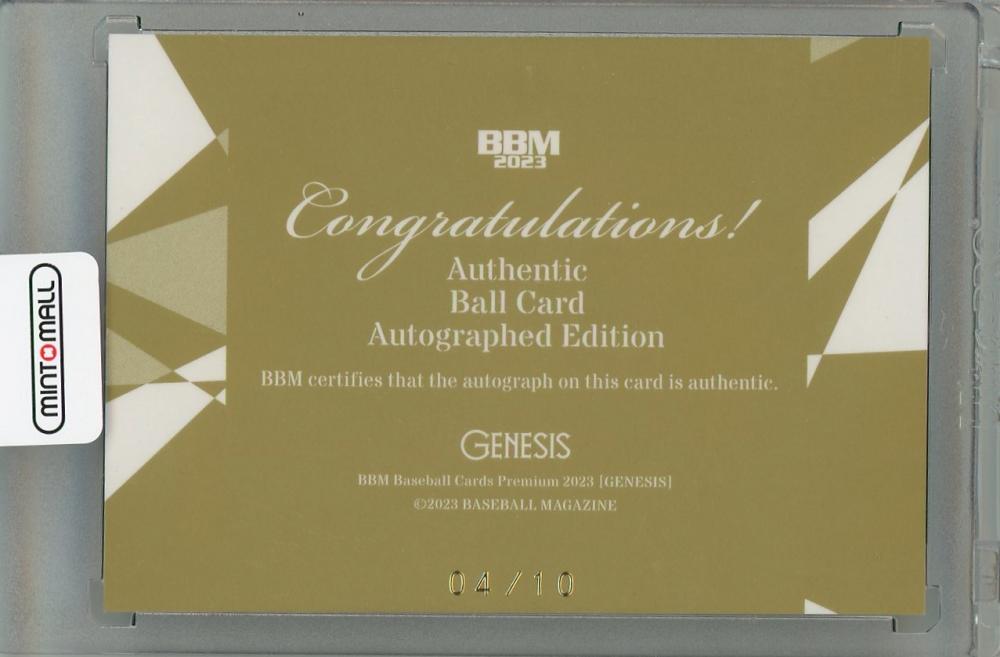 BBM
2023
Congratulations!
Authentic
Ball Card
Autographed Edition
BBM certifies that the autograph on this card is authentic.
GENESIS
BBM Baseball Cards Premium 2023 [GENESIS]
©2023 BASEBALL MAGAZINE
04/10
MINTOMALL